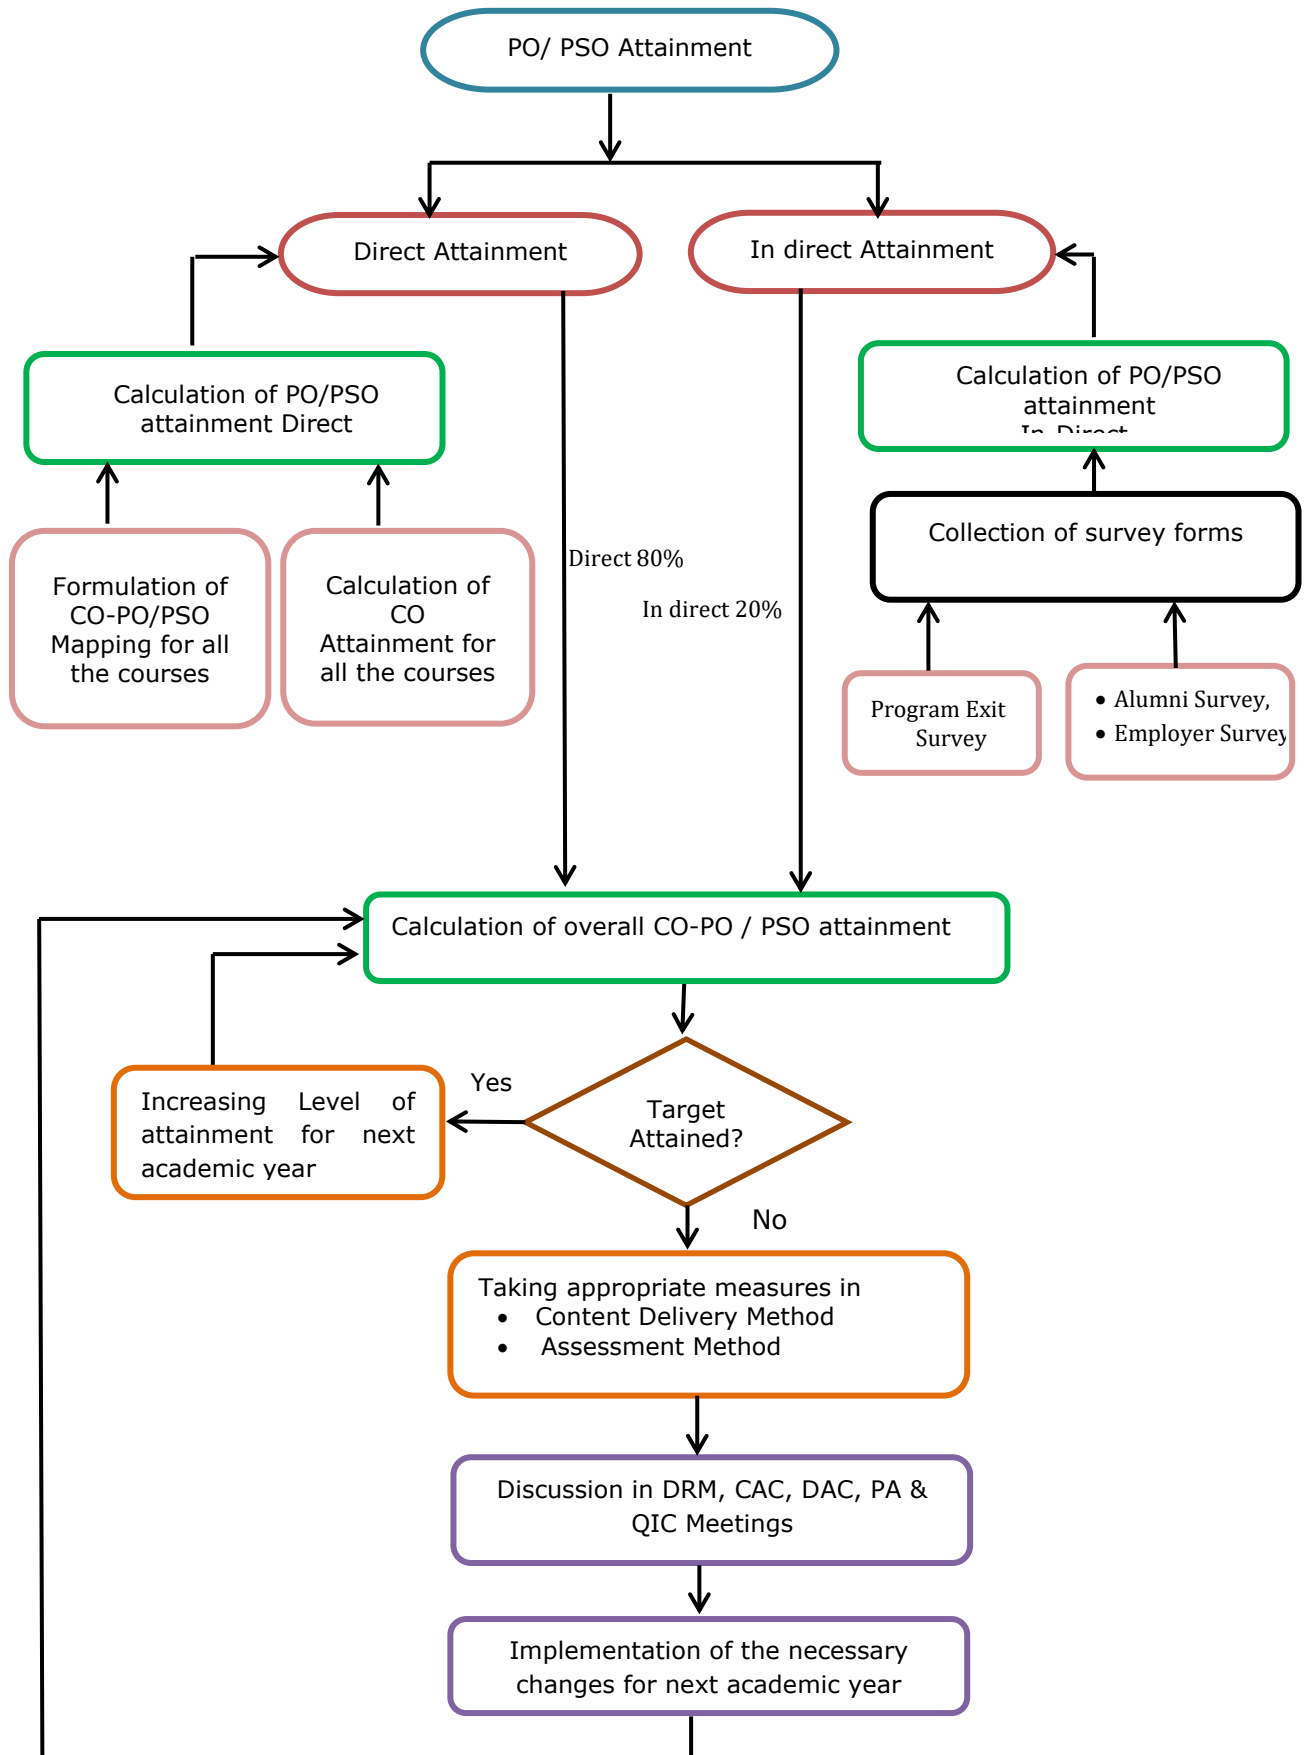 PO/ PSO Attainment
Direct Attainment
In direct Attainment
Calculation of PO/PSO
attainment Direct
Calculation of PO/PSO
attainment
In-Direct
Formulation of
CO-PO/PSO
Mapping for all
the courses
Calculation of
CO
Attainment for
all the courses
Direct 80%
In direct 20%
Collection of survey forms
Program Exit
Survey
• Alumni Survey,
• Employer Survey
Calculation of overall CO-PO / PSO attainment
Yes
Increasing Level of
attainment for next
academic year
Target
Attained?
No
Taking appropriate measures in
• Content Delivery Method
• Assessment Method
Discussion in DRM, CAC, DAC, PA &
QIC Meetings
Implementation of the necessary
changes for next academic year